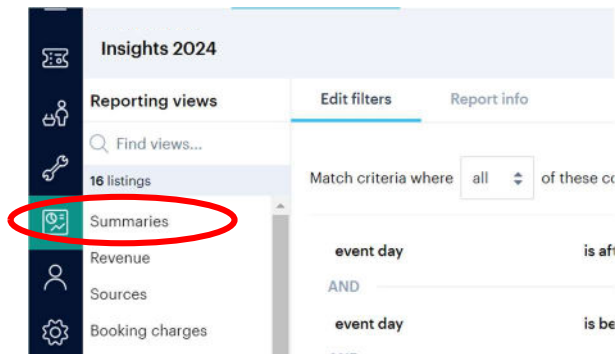 Insights 2024
Reporting views
Edit filters Report info
Find views...
16 listings
Match criteria where all of these co
Summaries
Revenue
event day is aft
AND
Sources
Booking charges
event day is be